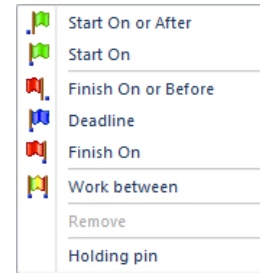 Start On or After
Start On
Finish On or Before
Deadline
Finish On
Work between
Remove
Holding pin